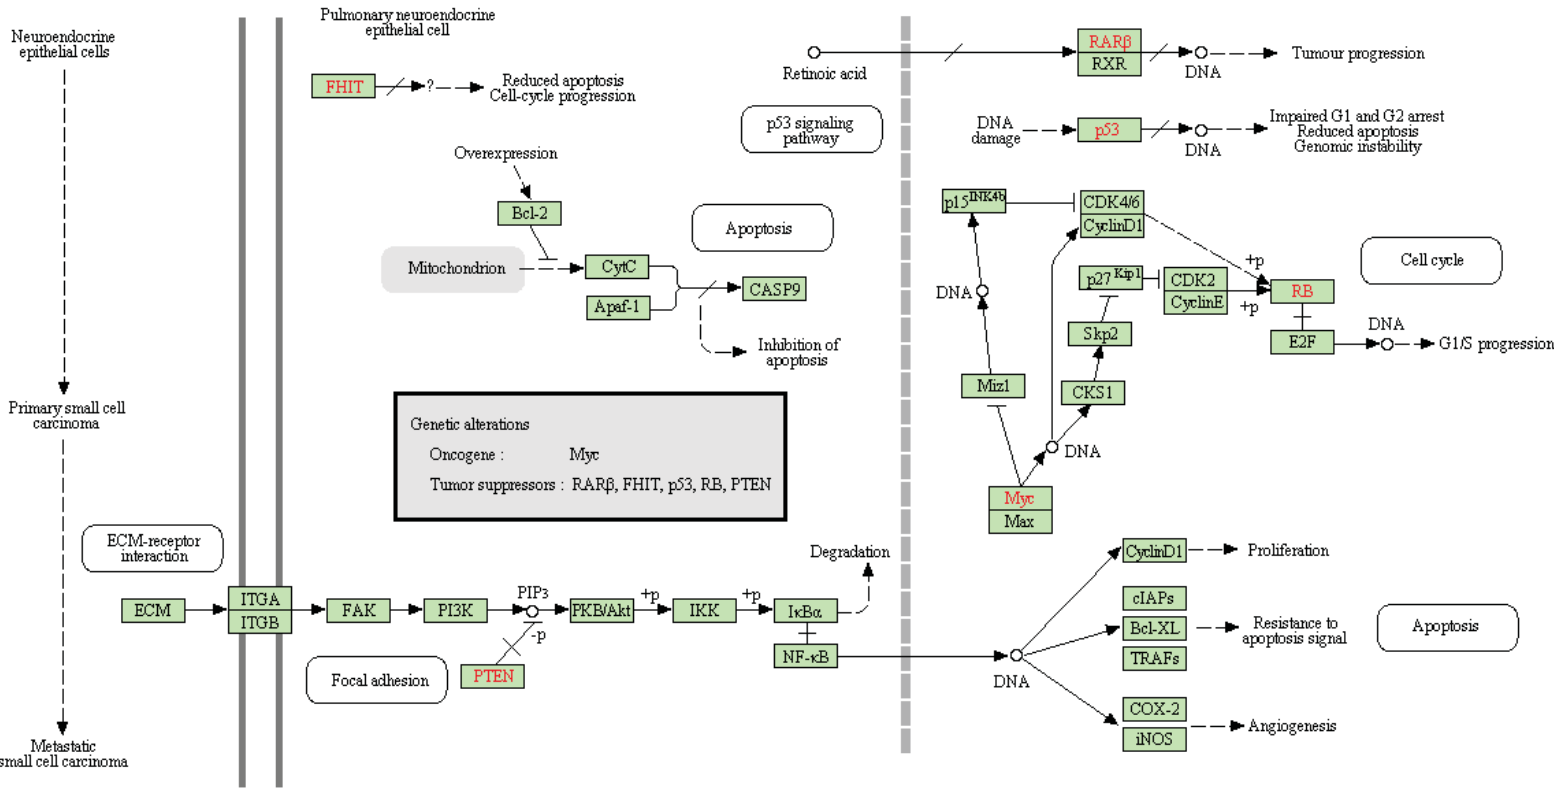 Neuroendocrine
epithelial cells
Primary small cell
carcinoma
Metastatic
small cell carcinoma
Pulmonary neuroendocrine
epithelial cell
FHIT
?
Reduced apoptosis
Cell-cycle progression
Retinoic acid
RARβ
RXR
DNA
Tumour progression
p53 signaling
pathway
DNA
damage
p53
DNA
Impaired G1 and G2 arrest
Reduced apoptosis
Genomic instability
Overexpression
Bcl-2
Apoptosis
Mitochondrion
CytC
Apaf-1
CASP9
Inhibition of
apoptosis
p15INK4b
CDK4/6
CyclinD1
DNA
p27Kip1
CDK2
CyclinE
+p
+p
RB
Cell cycle
Skp2
E2F
DNA
G1/S progression
Miz1
CKS1
DNA
Myc
Max
Genetic alterations
Oncogene : Myc
Tumor suppressors : RARβ, FHIT, p53, RB, PTEN
ECM-receptor
interaction
ECM
ITGA
ITGB
FAK
PI3K
PIP3
-p
PTEN
Focal adhesion
PKB/Akt
+p
IKK
+p
IκBα
Degradation
NF-κB
DNA
CyclinD1
Proliferation
cIAPs
Bcl-XL
TRAFs
Resistance to
apoptosis signal
Apoptosis
COX-2
iNOS
Angiogenesis